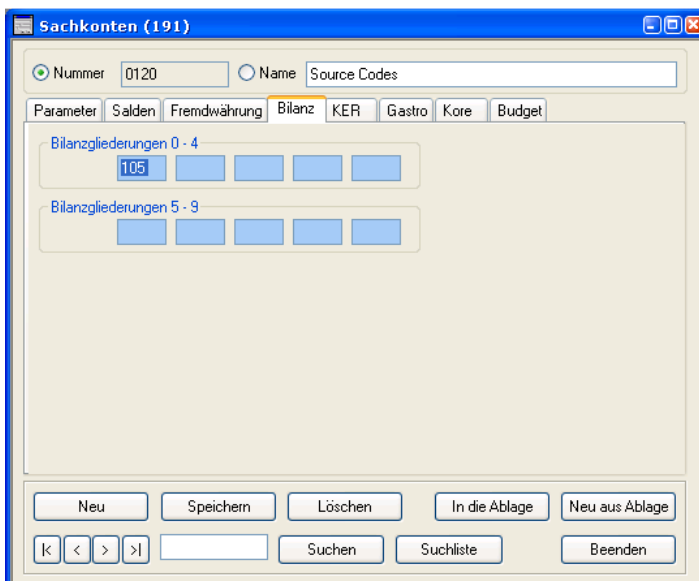 Sachkonten (191)
Nummer 0120 Name Source Codes
Parameter Salden Fremdwährung Bilanz KER Gastro Kore Budget
Bilanzgliederungen 0 - 4
105
Bilanzgliederungen 5 - 9
Neu Speichern Löschen In die Ablage Neu aus Ablage
|< < > >| Suchen Suchliste Beenden